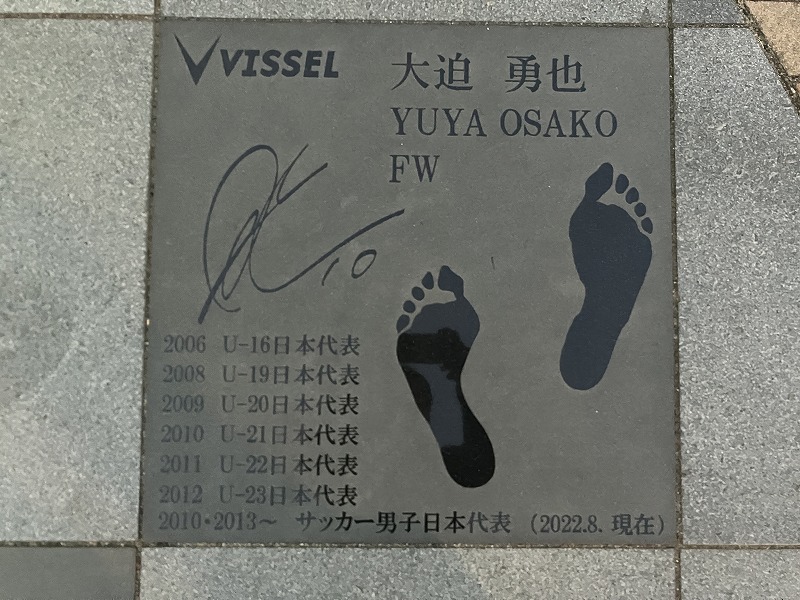 VISSEL
大迫 勇也
YUYA OSAKO
FW
10
2006 U-16日本代表
2008 U-19日本代表
2009 U-20日本代表
2010 U-21日本代表
2011 U-22日本代表
2012 U-23日本代表
2010・2013~ サッカー男子日本代表 (2022.8. 現在)